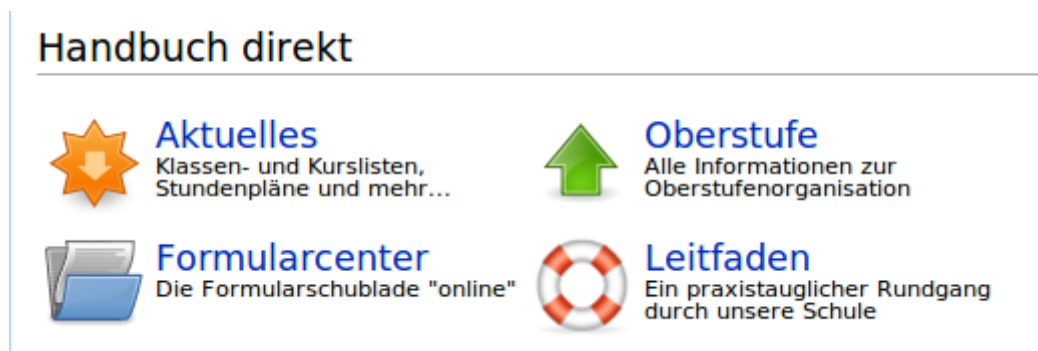 Handbuch direkt
Aktuelles
Klassen- und Kurslisten,
Stundenpläne und mehr...
Oberstufe
Alle Informationen zur
Oberstufenorganisation
Formularcenter
Die Formularschublade "online"
Leitfaden
Ein praxistauglicher Rundgang
durch unsere Schule